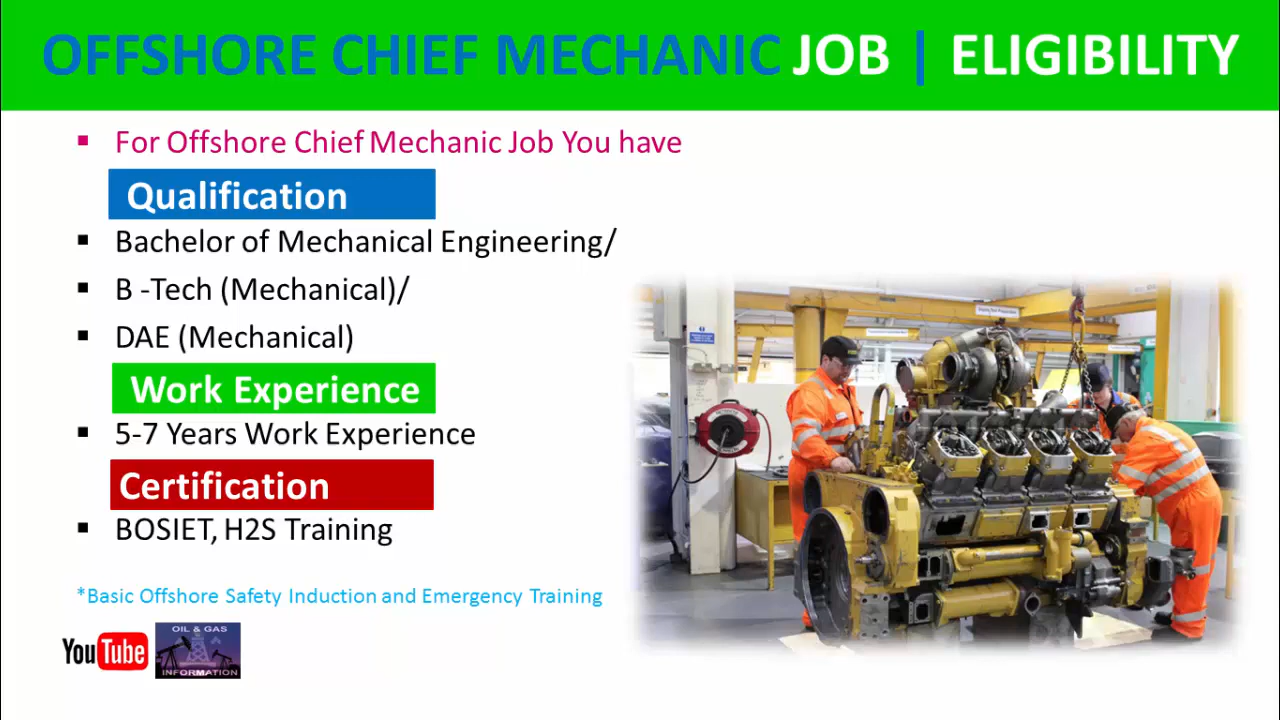 OFFSHORE CHIEF MECHANIC JOB | ELIGIBILITY
For Offshore Chief Mechanic Job You have
Qualification
Bachelor of Mechanical Engineering/
B -Tech (Mechanical)/
DAE (Mechanical)
Work Experience
5-7 Years Work Experience
Certification
BOSIET, H2S Training
*Basic Offshore Safety Induction and Emergency Training
YouTube
OIL & GAS
INFORMATION